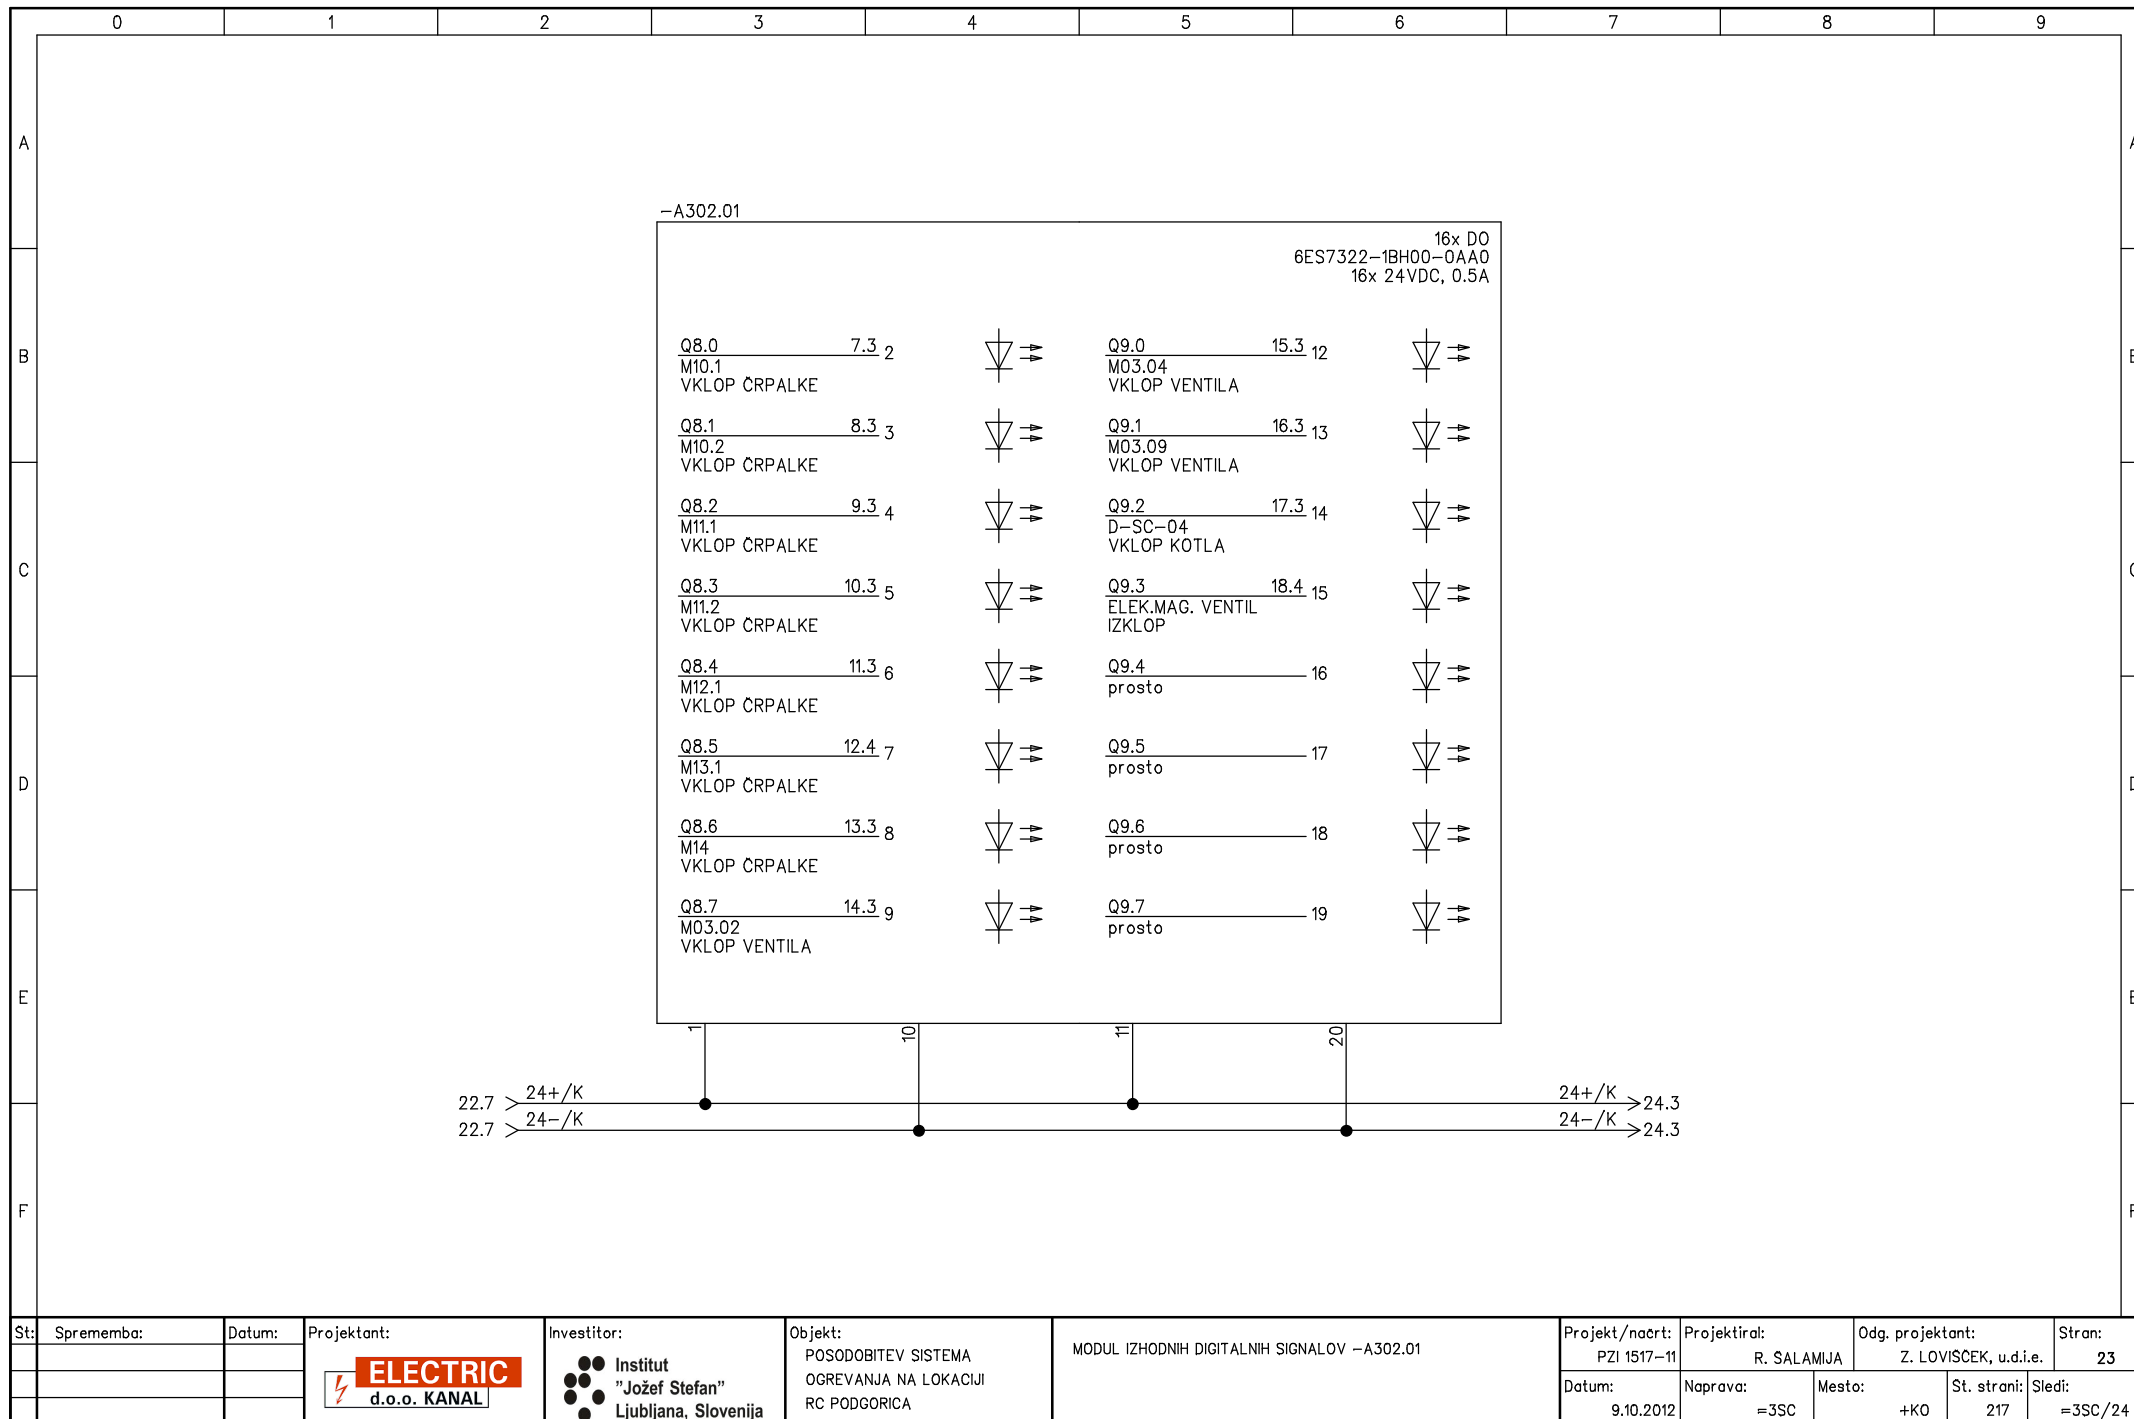 0 1 2 3 4 5 6 7 8 9
A
B
C
D
E
F
-A302.01
16x DO
6ES7322-1BH00-0AA0
16x 24VDC, 0.5A
Q8.0 7.3 2
M10.1
VKLOP ČRPALKE
Q8.1 8.3 3
M10.2
VKLOP ČRPALKE
Q8.2 9.3 4
M11.1
VKLOP ČRPALKE
Q8.3 10.3 5
M11.2
VKLOP ČRPALKE
Q8.4 11.3 6
M12.1
VKLOP ČRPALKE
Q8.5 12.4 7
M13.1
VKLOP ČRPALKE
Q8.6 13.3 8
M14
VKLOP ČRPALKE
Q8.7 14.3 9
M03.02
VKLOP VENTILA
Q9.0 15.3 12
M03.04
VKLOP VENTILA
Q9.1 16.3 13
M03.09
VKLOP VENTILA
Q9.2 17.3 14
D-SC-04
VKLOP KOTLA
Q9.3 18.4 15
ELEK.MAG. VENTIL
IZKLOP
Q9.4 16
prosto
Q9.5 17
prosto
Q9.6 18
prosto
Q9.7 19
prosto
1 10 11 20
22.7 24+/K 24+/K 24.3
22.7 24-/K 24-/K 24.3
Št: Sprememba: Datum:
Projektant:
ELECTRIC
d.o.o. KANAL
Investitor:
Institut
"Jožef Stefan"
Ljubljana, Slovenija
Objekt:
POSODOBITEV SISTEMA
OGREVANJA NA LOKACIJI
RC PODGORICA
MODUL IZHODNIH DIGITALNIH SIGNALOV -A302.01
Projekt/načrt:
PZI 1517-11
Projektiral:
R. SALAMIJA
Odg. projektant:
Z. LOVIŠČEK, u.d.i.e.
Stran:
23
Datum:
9.10.2012
Naprava:
=3SC
Mesto:
+KO
Št. strani:
217
Sledi:
=3SC/24